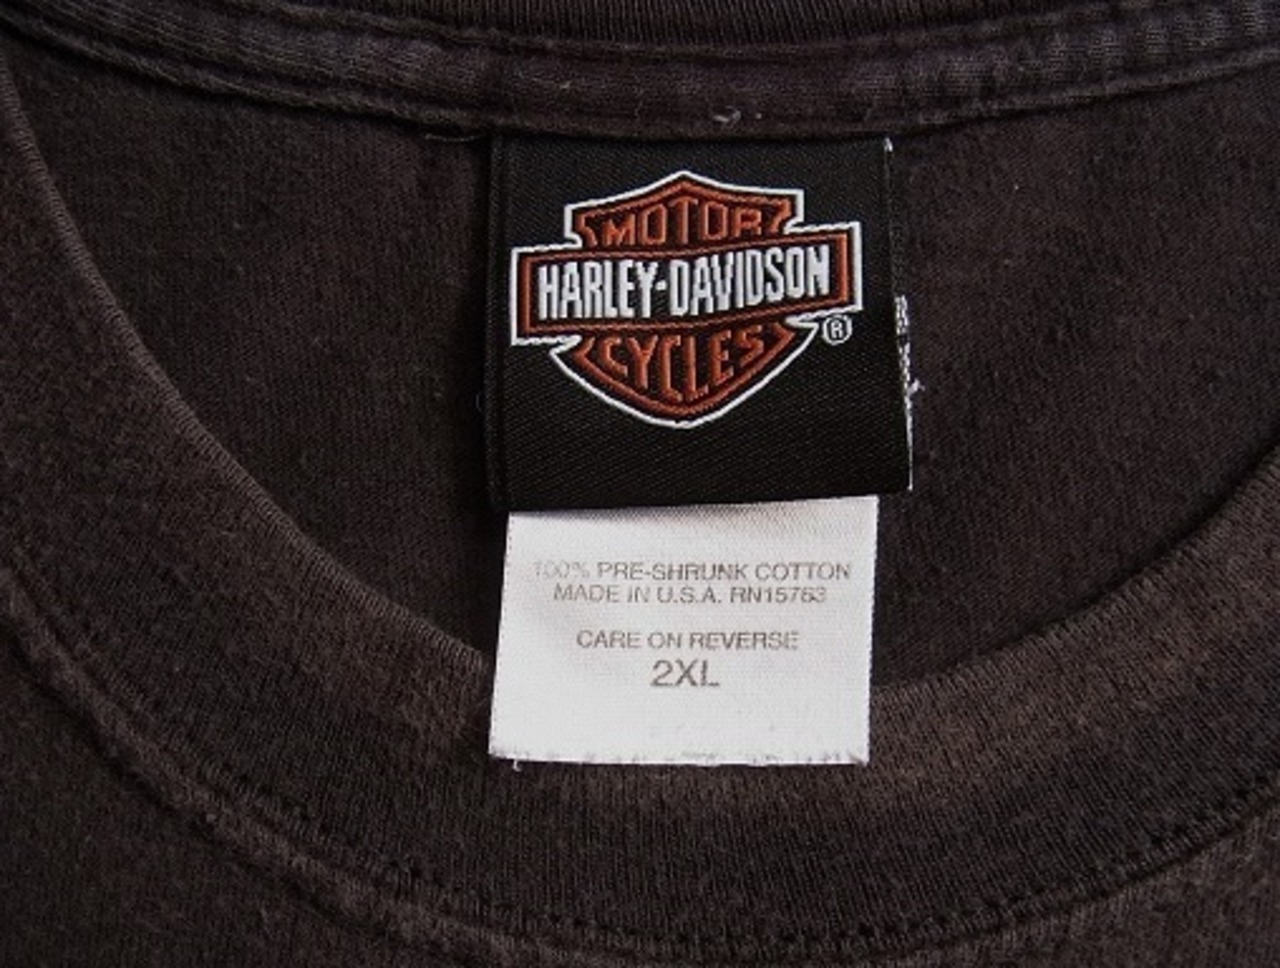 MOTOR
HARLEY-DAVIDSON
CYCLES
®
100% PRE-SHRUNK COTTON
MADE IN U.S.A. RN15763
CARE ON REVERSE
2XL